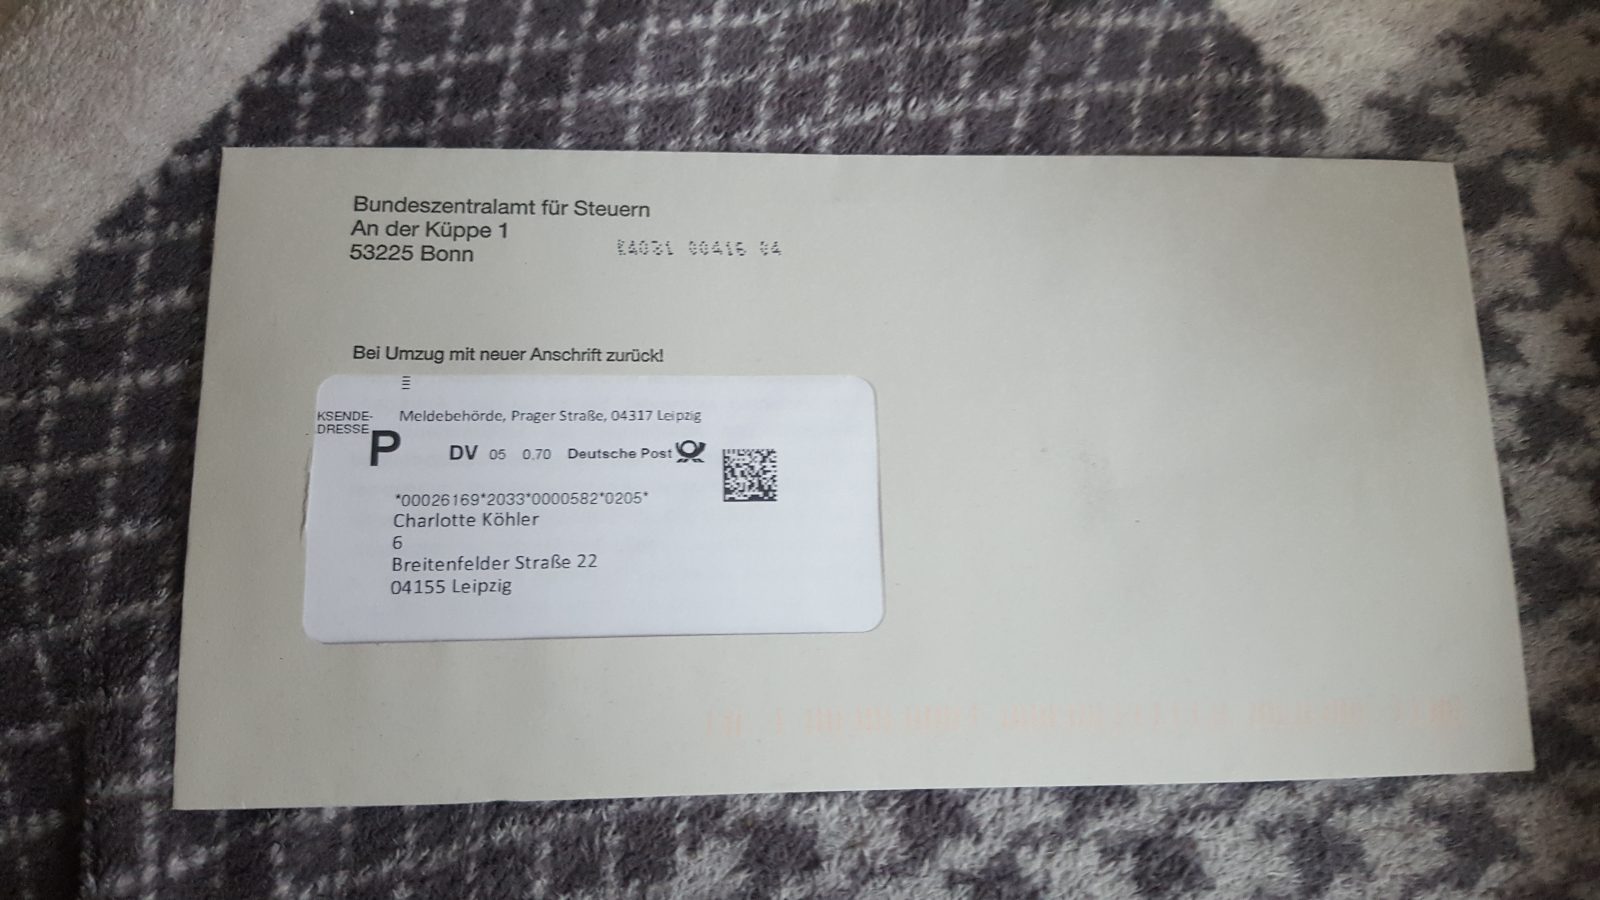 Bundeszentralamt für Steuern
An der Küppe 1
53225 Bonn
Bei Umzug mit neuer Anschrift zurück!
KSENDE-
DRESSE
Meldebehörde, Prager Straße, 04317 Leipzig
P
DV 05 0.70 Deutsche Post
*00026169*2033*0000582*0205*
Charlotte Köhler
6
Breitenfelder Straße 22
04155 Leipzig